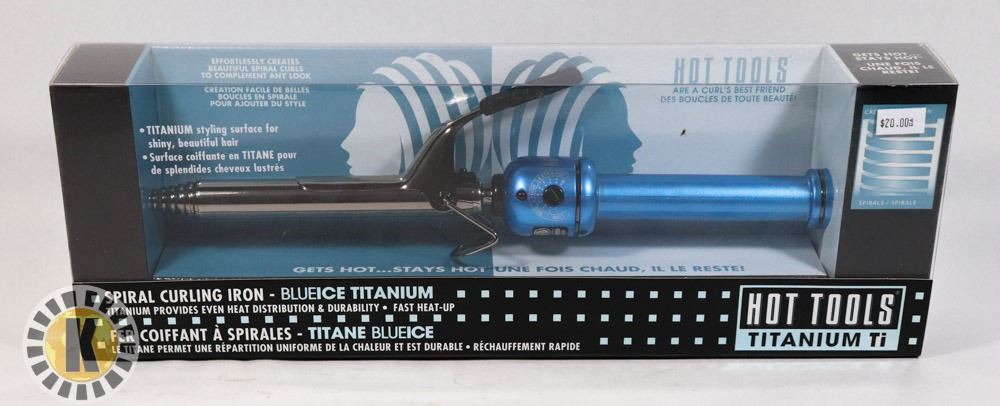 EFFORTLESSLY CREATES
BEAUTIFUL SPIRAL CURLS
TO COMPLEMENT ANY LOOK
CRÉATION FACILE DE BELLES
BOUCLES EN SPIRALE
POUR AJOUTER DU STYLE
• TITANIUM styling surface for
shiny, beautiful hair
• Surface coiffante en TITANE pour
de splendides cheveux lustrés
HOT TOOLS
ARE A CURL'S BEST FRIEND
DES BOUCLES DE TOUTE BEAUTÉ!
GETS HOT...
STAYS HOT
UNE FOIS
CHAUD, IL LE
RESTE!
$20.00
SPIRALS / SPIRALE
GETS HOT...STAYS HOT UNE FOIS CHAUD, IL LE RESTE!
SPIRAL CURLING IRON - BLUEICE TITANIUM
TITANIUM PROVIDES EVEN HEAT DISTRIBUTION & DURABILITY • FAST HEAT-UP
FER COIFFANT À SPIRALES - TITANE BLUEICE
LE TITANE PERMET UNE RÉPARTITION UNIFORME DE LA CHALEUR ET EST DURABLE • RÉCHAUFFEMENT RAPIDE
HOT TOOLS
TITANIUM Ti
K